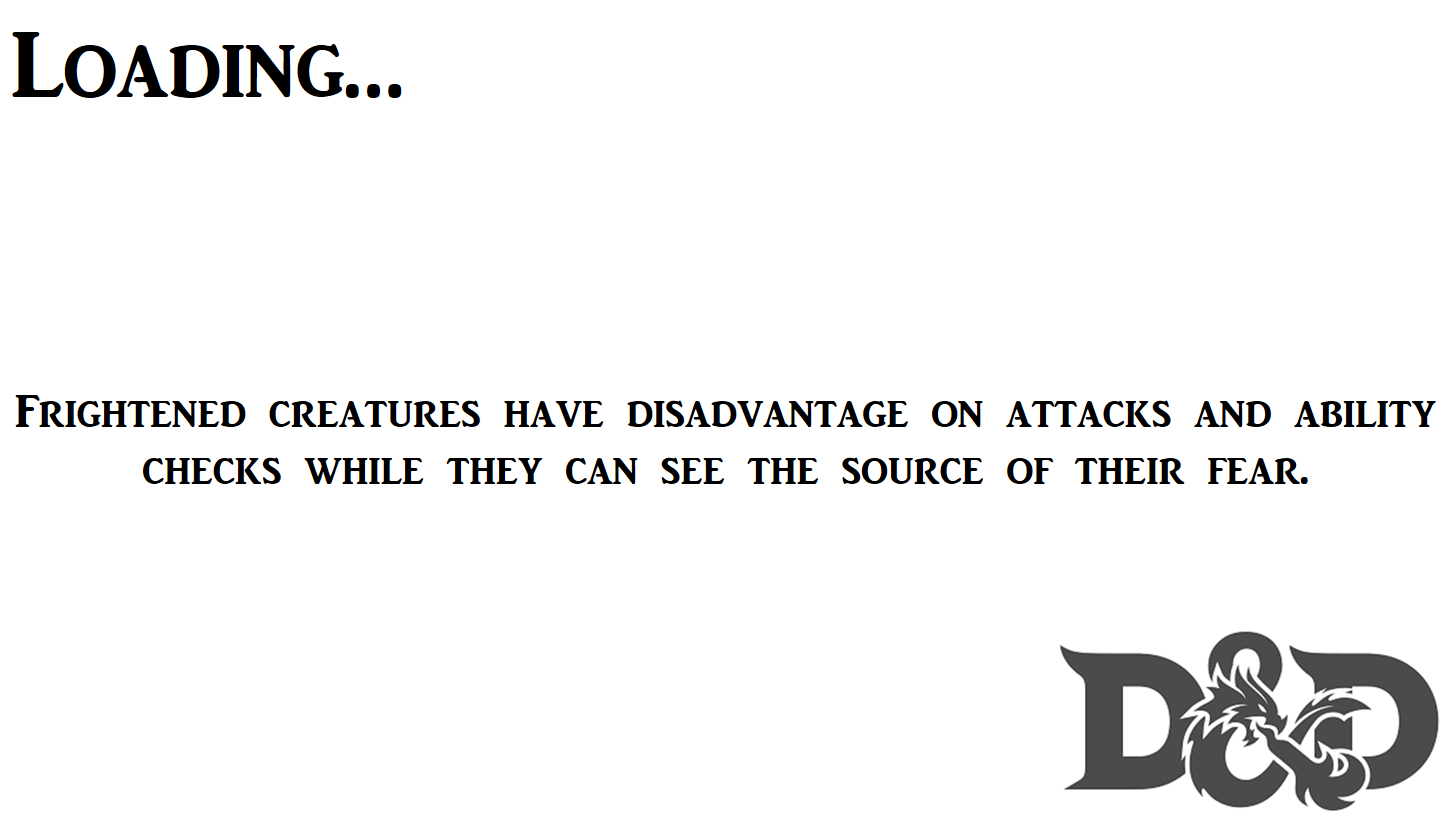 Loading...
Frightened creatures have disadvantage on attacks and ability
checks while they can see the source of their fear.
D&D